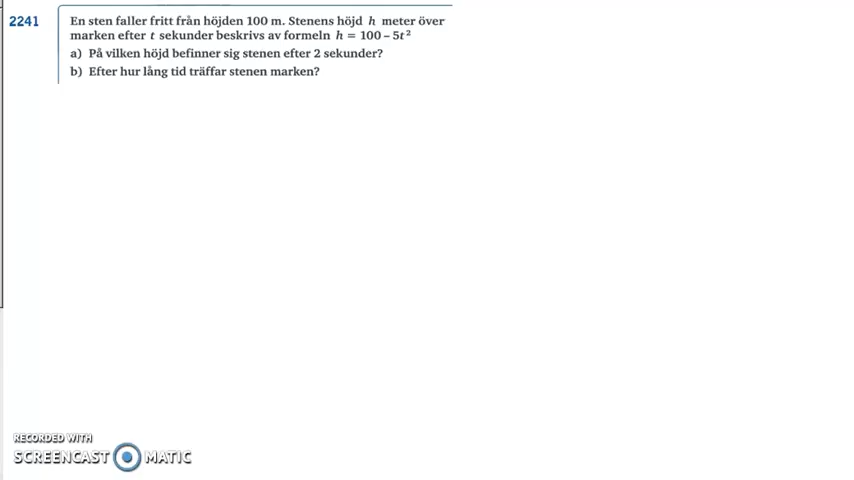 2241 En sten faller fritt från höjden 100 m. Stenens höjd h meter över
marken efter t sekunder beskrivs av formeln h = 100 – 5t²
a) På vilken höjd befinner sig stenen efter 2 sekunder?
b) Efter hur lång tid träffar stenen marken?
RECORDED WITH
SCREENCAST MATIC